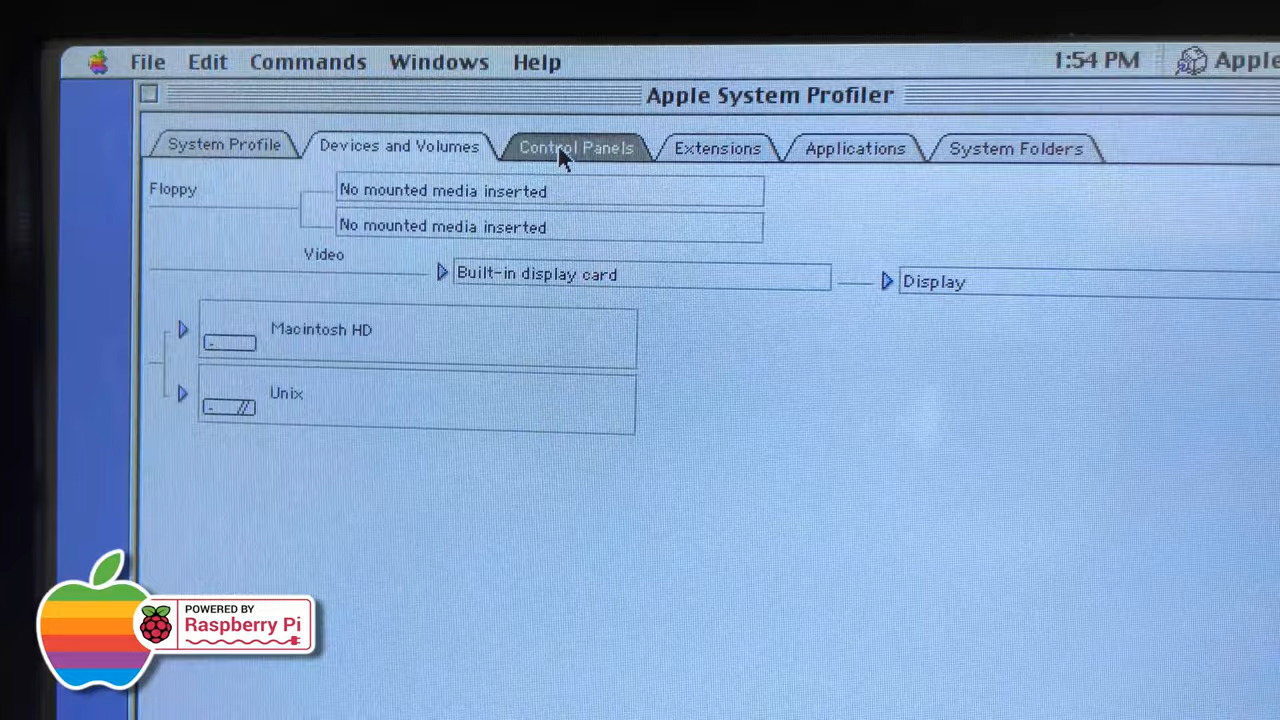 File Edit Commands Windows Help 1:54 PM Apple
Apple System Profiler
System Profile Devices and Volumes Control Panels Extensions Applications System Folders
Floppy
No mounted media inserted
No mounted media inserted
Video
Built-in display card
Display
Macintosh HD
Unix
POWERED BY
Raspberry Pi